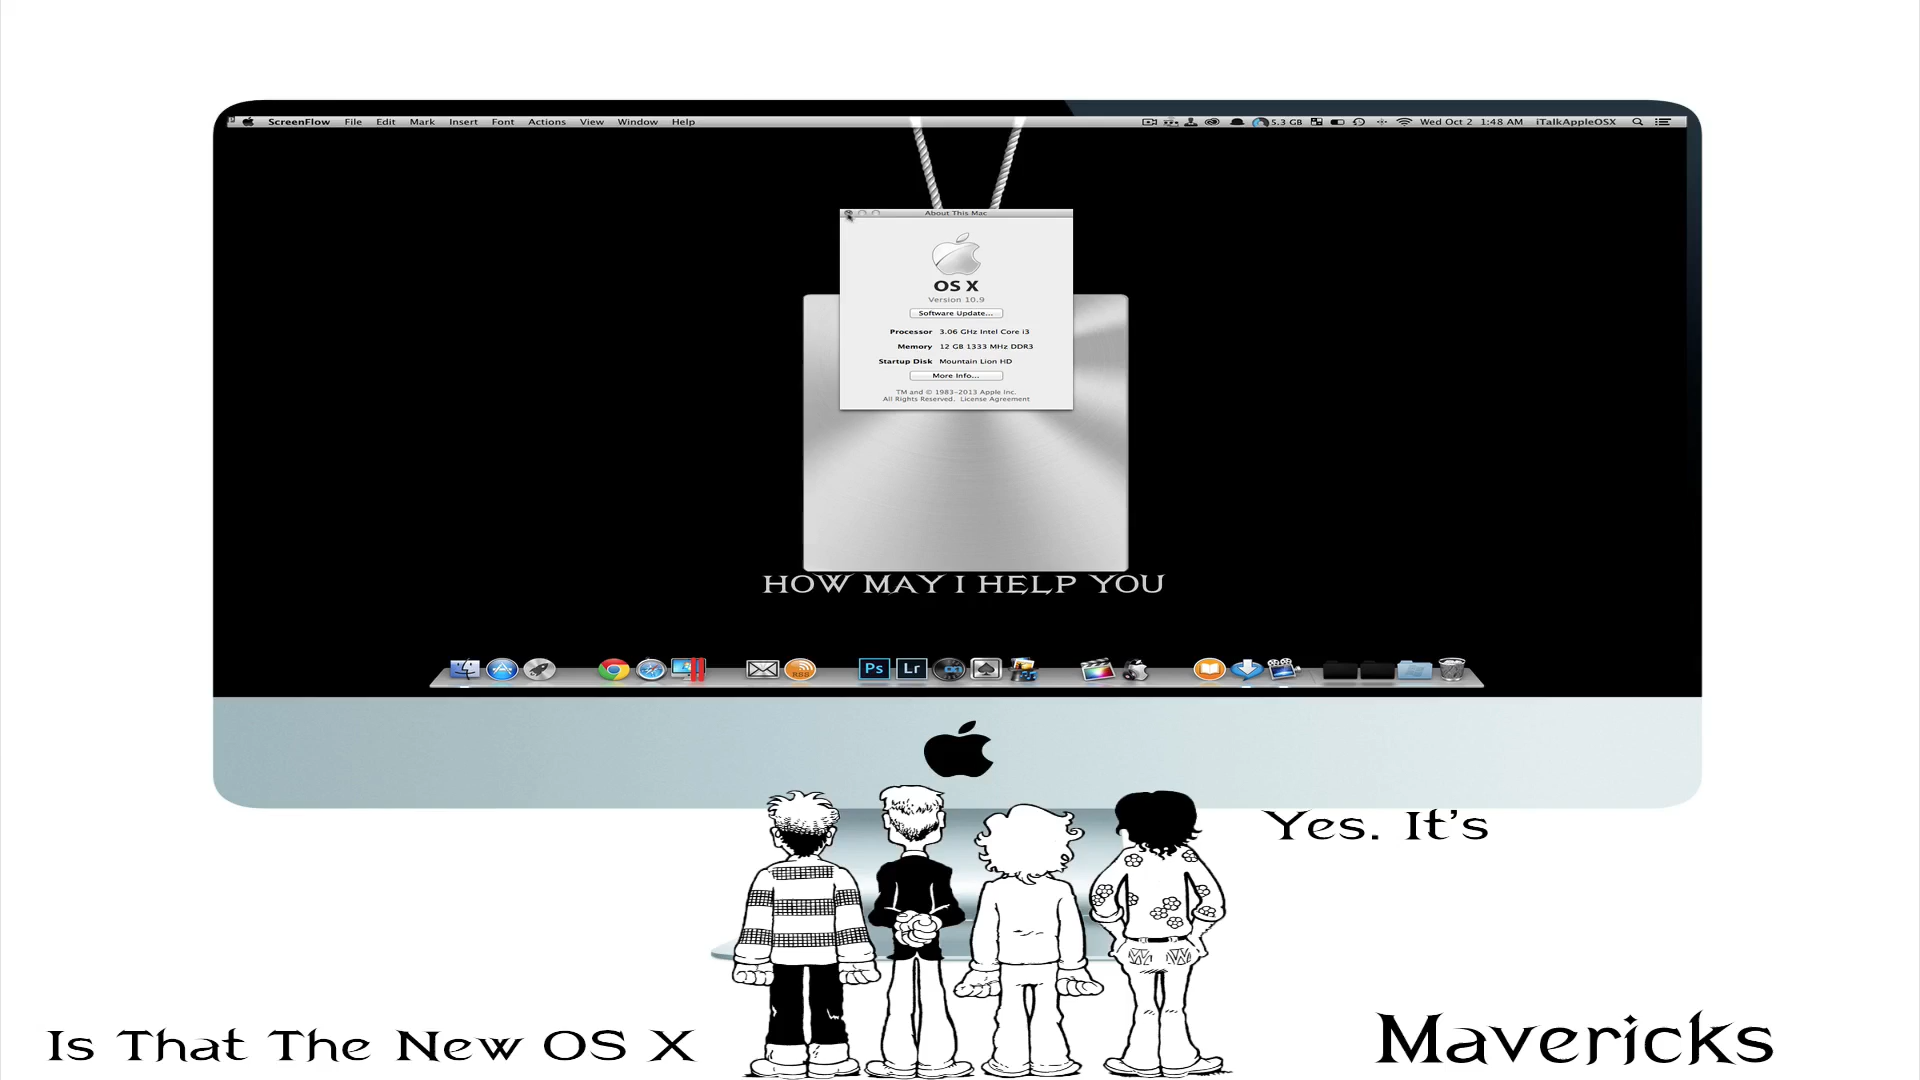 ScreenFlow File Edit Mark Insert Font Actions View Window Help 5.3 GB Wed Oct 2 1:48 AM iTalkAppleOSX
About This Mac
OS X
Version 10.9
Software Update...
Processor 3.06 GHz Intel Core i3
Memory 12 GB 1333 MHz DDR3
Startup Disk Mountain Lion HD
More Info...
TM and © 1983-2013 Apple Inc.
All Rights Reserved. License Agreement
HOW MAY I HELP YOU
RSS Ps Lr
Yes. It's
Is That The New OS X
Mavericks